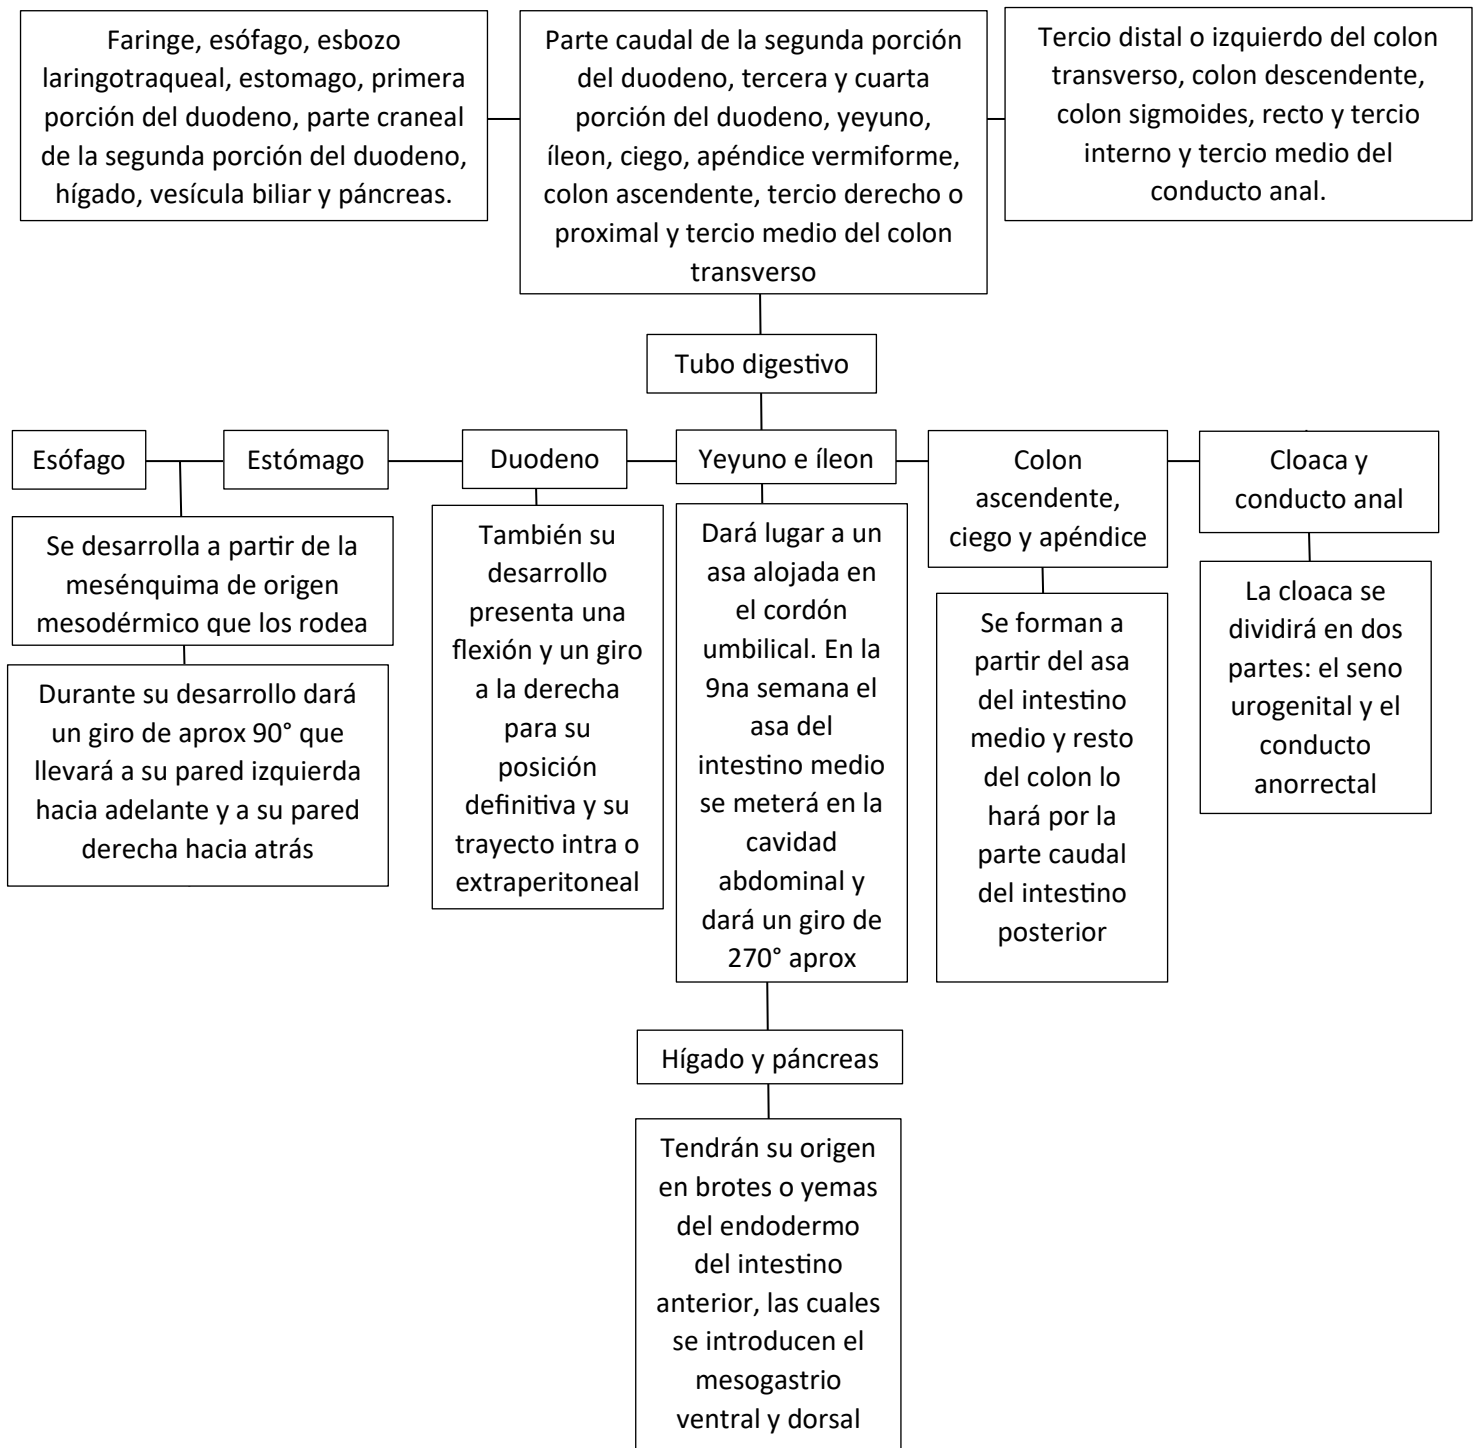 Faringe, esófago, esbozo
laringotraqueal, estomago, primera
porción del duodeno, parte craneal
de la segunda porción del duodeno,
hígado, vesícula biliar y páncreas.
Parte caudal de la segunda porción
del duodeno, tercera y cuarta
porción del duodeno, yeyuno,
íleon, ciego, apéndice vermiforme,
colon ascendente, tercio derecho o
proximal y tercio medio del colon
transverso
Tercio distal o izquierdo del colon
transverso, colon descendente,
colon sigmoides, recto y tercio
interno y tercio medio del
conducto anal.
Tubo digestivo
Esófago
Estómago
Duodeno
Yeyuno e íleon
Colon
ascendente,
ciego y apéndice
Cloaca y
conducto anal
Se desarrolla a partir de la
mesénquima de origen
mesodérmico que los rodea
Durante su desarrollo dará
un giro de aprox 90° que
llevará a su pared izquierda
hacia adelante y a su pared
derecha hacia atrás
También su
desarrollo
presenta una
flexión y un giro
a la derecha
para su
posición
definitiva y su
trayecto intra o
extraperitoneal
Dará lugar a un
asa alojada en
el cordón
umbilical. En la
9na semana el
asa del
intestino medio
se meterá en la
cavidad
abdominal y
dará un giro de
270° aprox
Se forman a
partir del asa
del intestino
medio y resto
del colon lo
hará por la
parte caudal
del intestino
posterior
La cloaca se
dividirá en dos
partes: el seno
urogenital y el
conducto
anorrectal
Hígado y páncreas
Tendrán su origen
en brotes o yemas
del endodermo
del intestino
anterior, las cuales
se introducen el
mesogastrio
ventral y dorsal